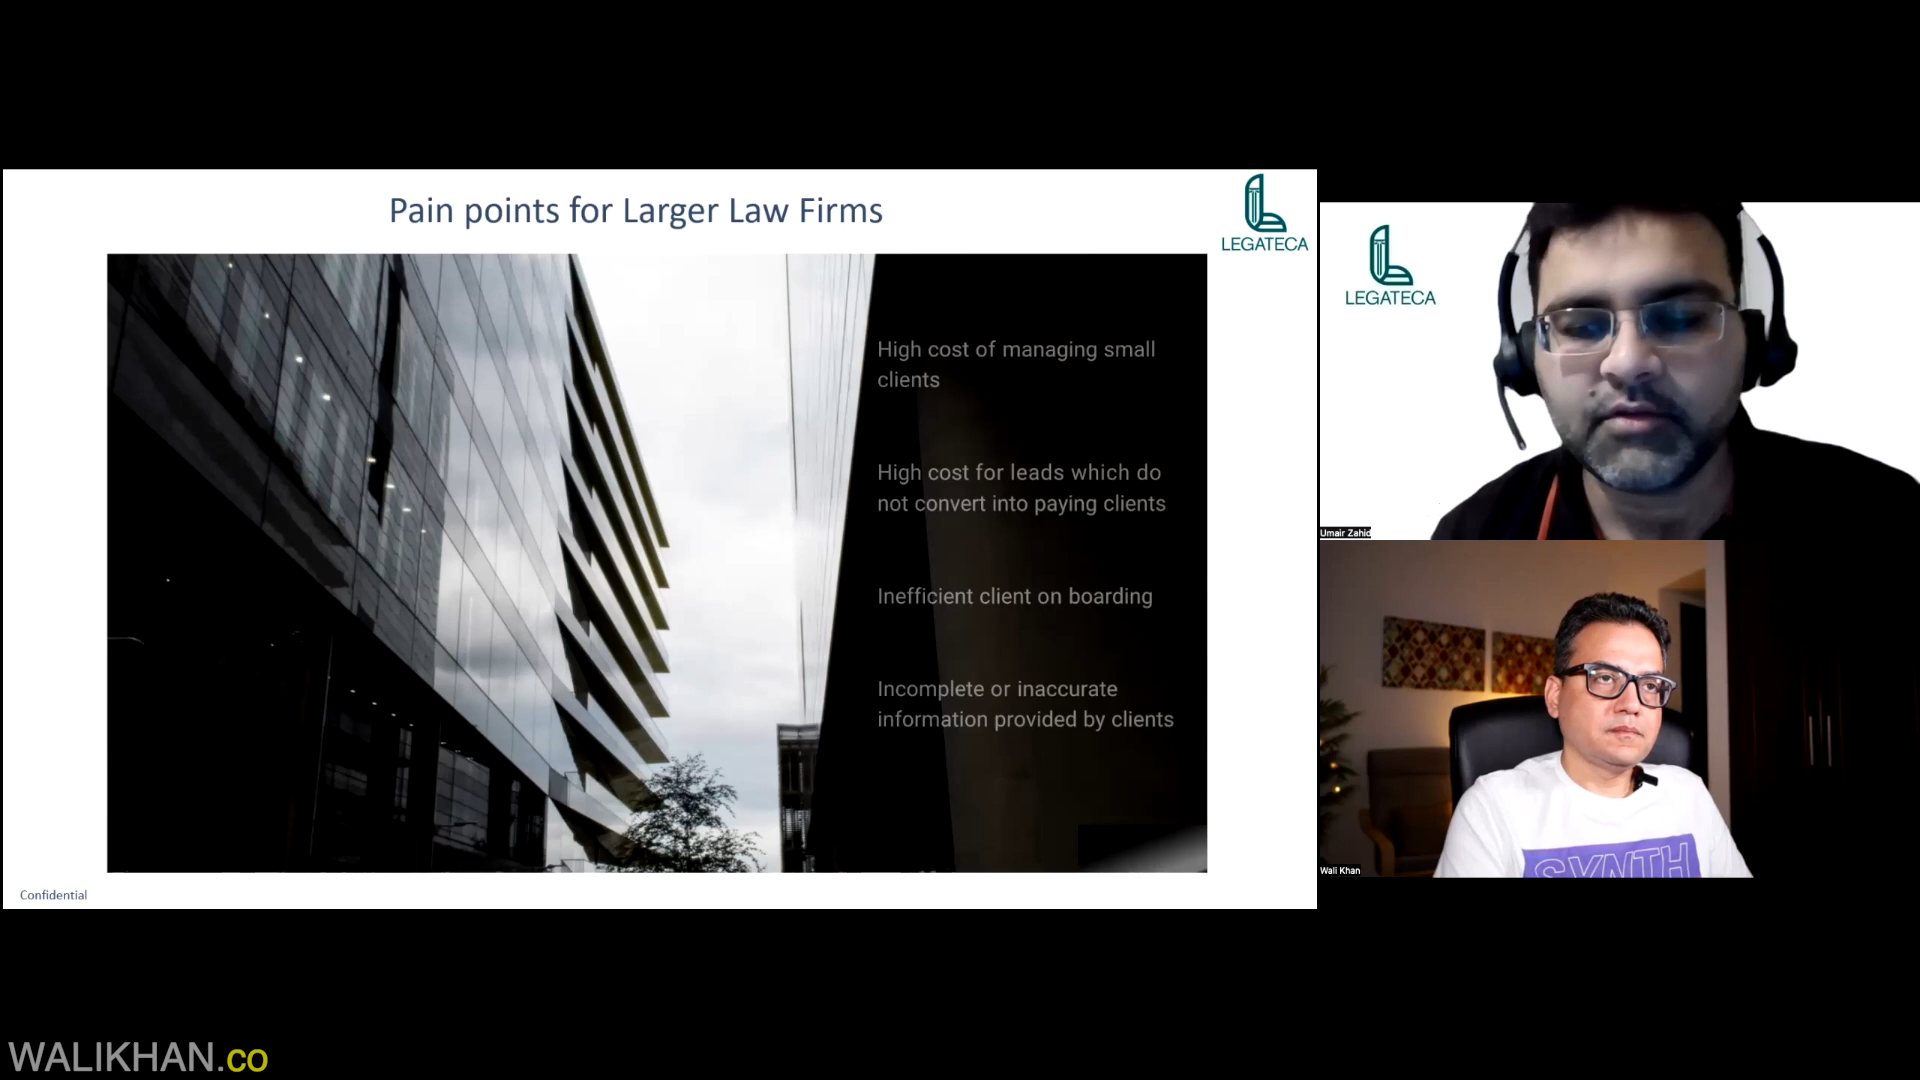 Pain points for Larger Law Firms
LEGATECA
High cost of managing small
clients
High cost for leads which do
not convert into paying clients
Inefficient client on boarding
Incomplete or inaccurate
information provided by clients
Confidential
LEGATECA
Umair Zahid
SYNTH
Wali Khan
WALIKHAN.co